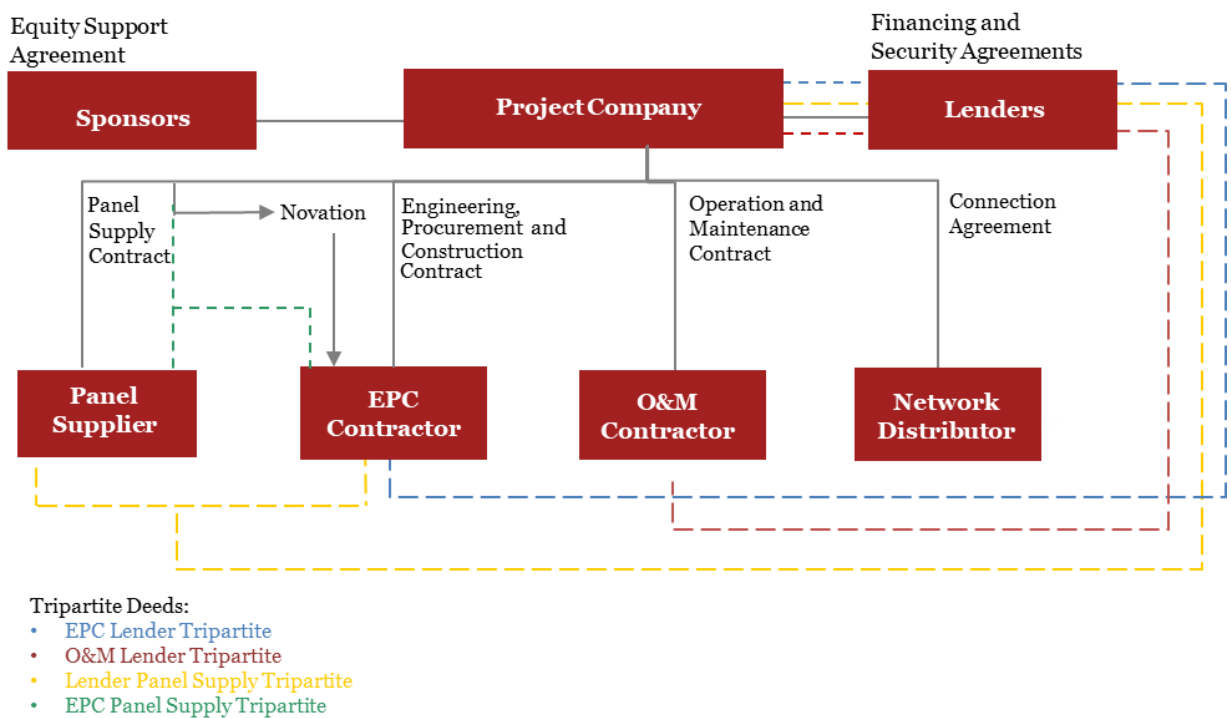 Equity Support
Agreement
Financing and
Security Agreements
Sponsors
Project Company
Lenders
Panel
Supply
Contract
Novation
Engineering,
Procurement and
Construction
Contract
Operation and
Maintenance
Contract
Connection
Agreement
Panel
Supplier
EPC
Contractor
O&M
Contractor
Network
Distributor
Tripartite Deeds:
• EPC Lender Tripartite
• O&M Lender Tripartite
• Lender Panel Supply Tripartite
• EPC Panel Supply Tripartite